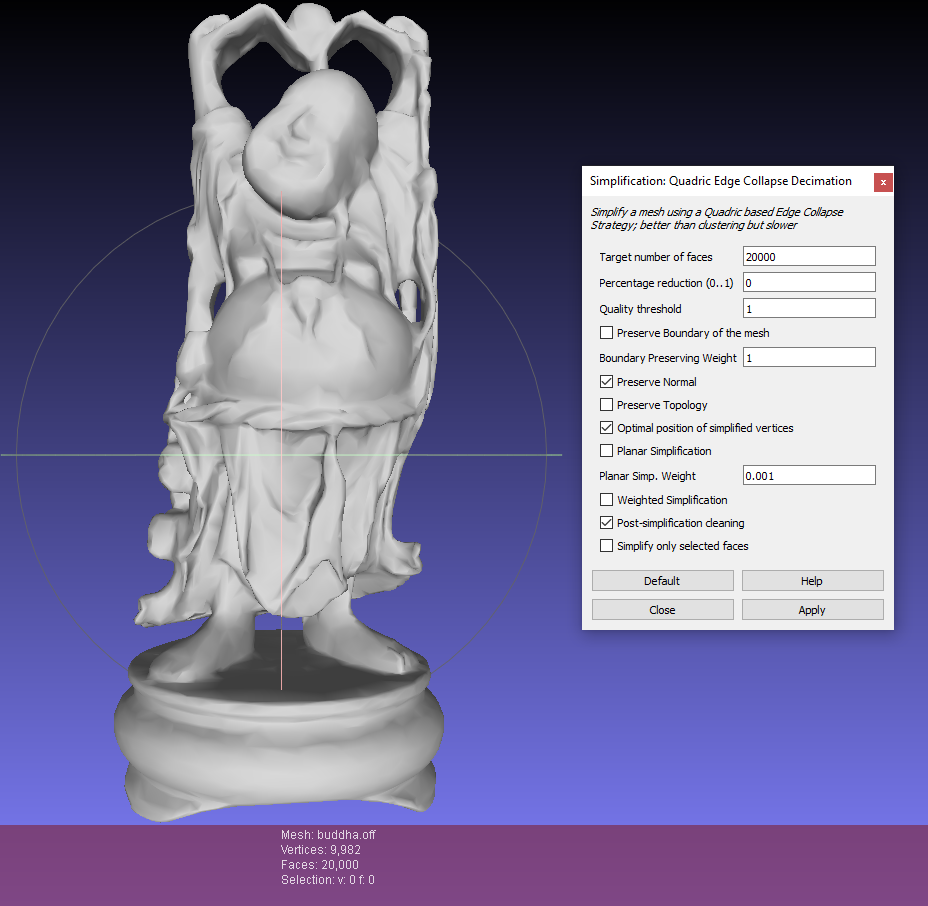 Simplification: Quadric Edge Collapse Decimation
x
Simplify a mesh using a Quadric based Edge Collapse
Strategy; better than clustering but slower
Target number of faces 20000
Percentage reduction (0..1) 0
Quality threshold 1
Preserve Boundary of the mesh
Boundary Preserving Weight 1
Preserve Normal
Preserve Topology
Optimal position of simplified vertices
Planar Simplification
Planar Simp. Weight 0.001
Weighted Simplification
Post-simplification cleaning
Simplify only selected faces
Default Help
Close Apply
Mesh: buddha.off
Vertices: 9,982
Faces: 20,000
Selection: v: 0 f: 0